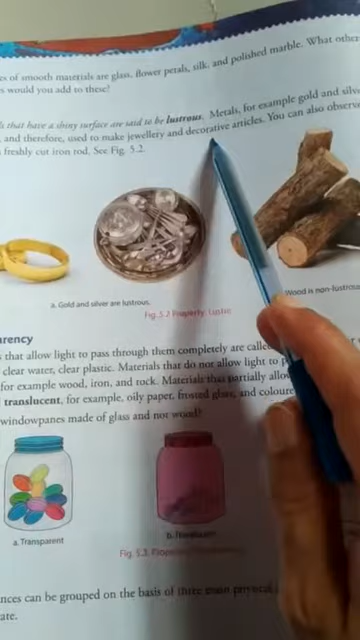 es of smooth materials are glass, flower petals, silk, and polished marble. What other
s would you add to these?
ls that have a shiny surface are said to be lustrous. Metals, for example gold and silve
and therefore, used to make jewellery and decorative articles. You can also observe
freshly cut iron rod. See Fig. 5.2.
a. Gold and silver are lustrous.
Wood is non-lustrous
Fig. 5.2 Property: Lustre
arency
s that allow light to pass through them completely are calle
clear water, clear plastic. Materials that do not allow light to p
for example wood, iron, and rock. Materials that partially allow
translucent, for example, oily paper, frosted glass, and coloure
windowpanes made of glass and not wood?
a. Transparent
b.
Fig. 5.3
nces can be grouped on the basis of three main physical
ate.